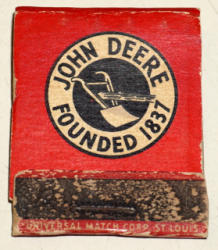 JOHN DEERE
FOUNDED 1837
UNIVERSAL MATCH CORP. ST. LOUIS